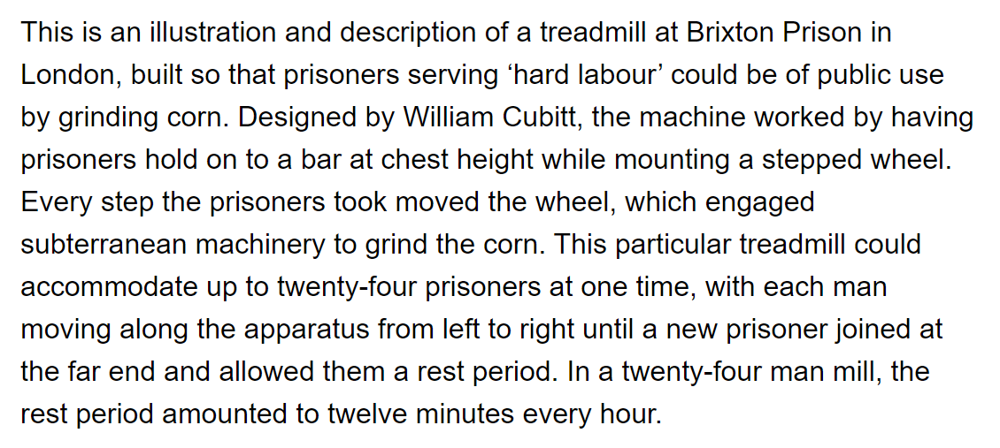 This is an illustration and description of a treadmill at Brixton Prison in
London, built so that prisoners serving ‘hard labour’ could be of public use
by grinding corn. Designed by William Cubitt, the machine worked by having
prisoners hold on to a bar at chest height while mounting a stepped wheel.
Every step the prisoners took moved the wheel, which engaged
subterranean machinery to grind the corn. This particular treadmill could
accommodate up to twenty-four prisoners at one time, with each man
moving along the apparatus from left to right until a new prisoner joined at
the far end and allowed them a rest period. In a twenty-four man mill, the
rest period amounted to twelve minutes every hour.